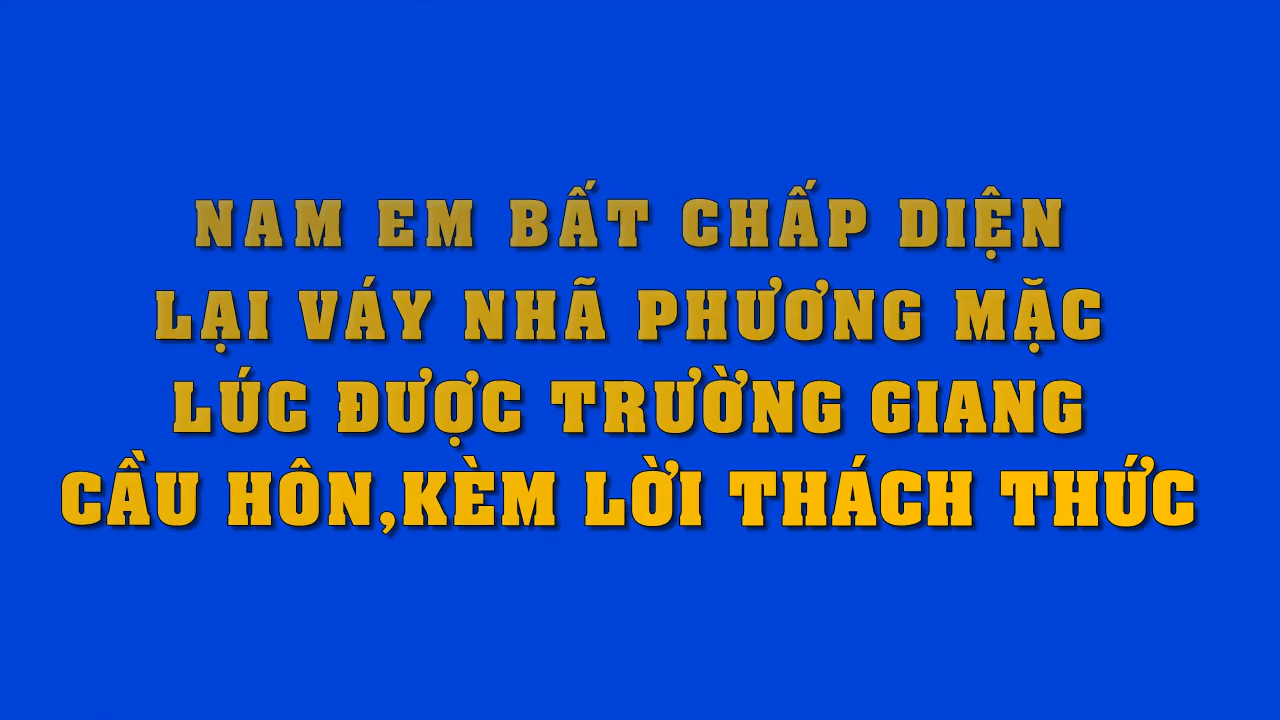 NAM EM BẤT CHẤP DIỆN
LẠI VÁY NHÃ PHƯƠNG MẶC
LÚC ĐƯỢC TRƯỜNG GIANG
CẦU HÔN,KÈM LỜI THÁCH THỨC